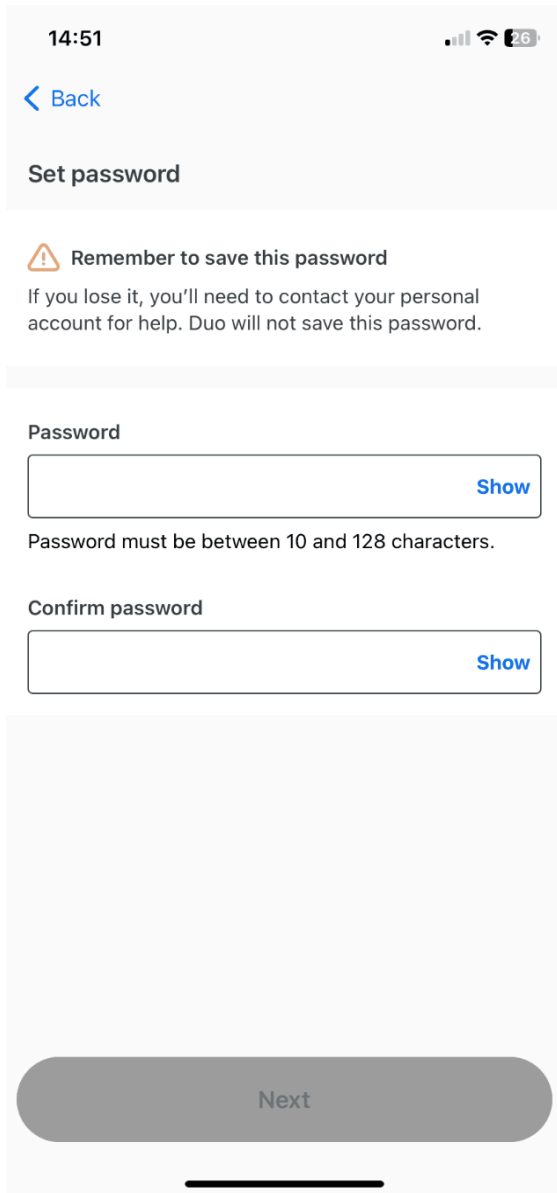 14:51
26
Back
Set password
Remember to save this password
If you lose it, you’ll need to contact your personal
account for help. Duo will not save this password.
Password
Show
Password must be between 10 and 128 characters.
Confirm password
Show
Next